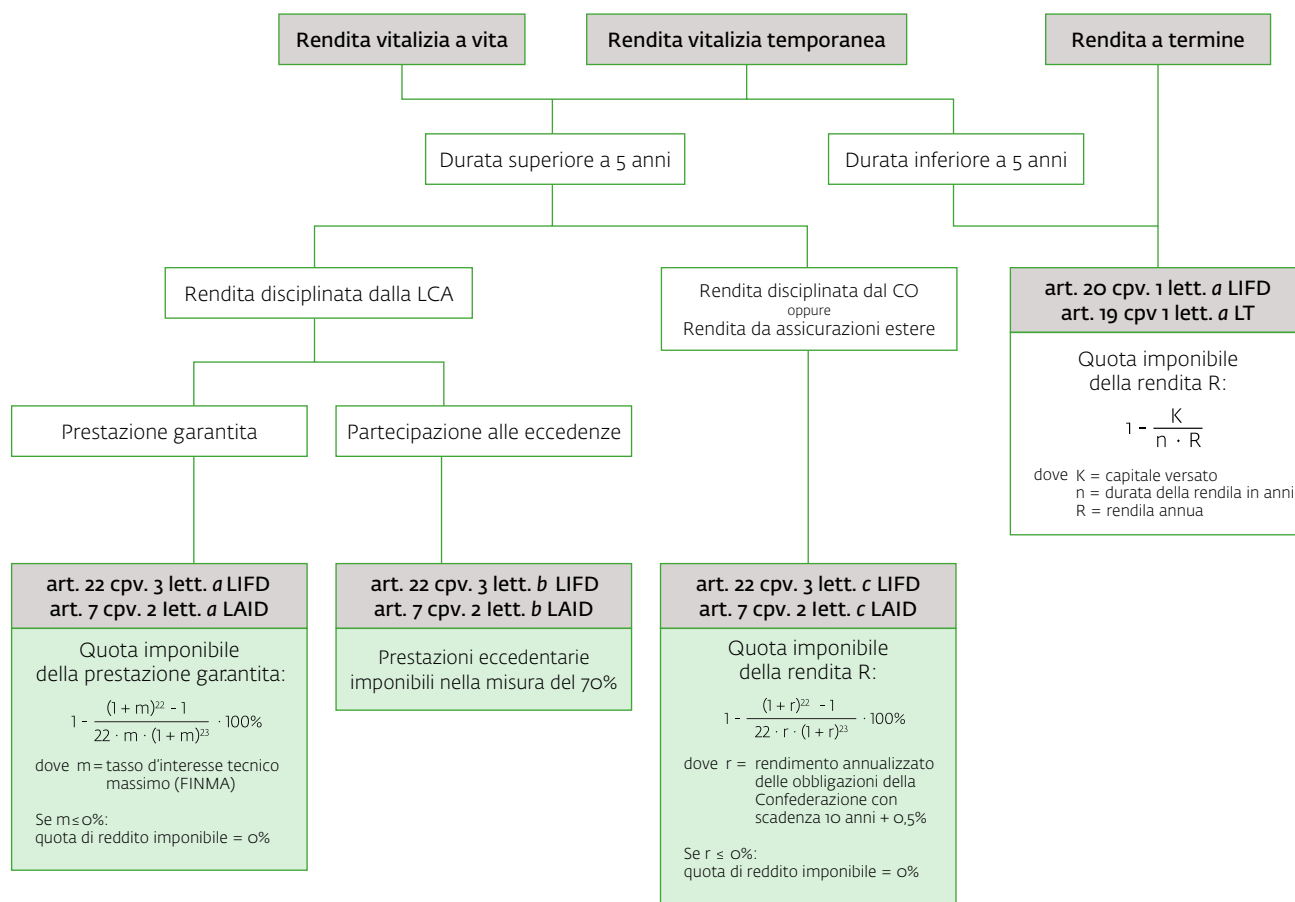 Rendita vitalizia a vita
Rendita vitalizia temporanea
Rendita a termine
Durata superiore a 5 anni
Durata inferiore a 5 anni
Rendita disciplinata dalla LCA
Rendita disciplinata dal CO
oppure
Rendita da assicurazioni estere
art. 20 cpv. 1 lett. a LIFD
art. 19 cpv 1 lett. a LT
Quota imponibile
della rendita R:
1 - K / n · R
dove K = capitale versato
n = durata della rendila in anni
R = rendila annua
Prestazione garantita
Partecipazione alle eccedenze
art. 22 cpv. 3 lett. a LIFD
art. 7 cpv. 2 lett. a LAID
Quota imponibile
della prestazione gar.antita:
1 - (1 + m)²² - 1 / 22 · m · (1 + m)²³ · 100%
dove m = tasso d'interesse tecnico
massimo (FINMA)
Se m≤0%:
quota di reddito imponibile = 0%
art. 22 cpv. 3 lett. b LIFD
art. 7 cpv. 2 lett. b LAID
Prestazioni eccedentarie
imponibili nella misura del 70%
art. 22 cpv. 3 lett. c LIFD
art. 7 cpv. 2 lett. c LAID
Quota imponibile
della rendita R:
1 - (1 + r)²² - 1 / 22 · r · (1 + r)²³ · 100%
dove r = rendimento annualizzato
delle obbligazioni della
Confederazione con
scadenza 10 anni + 0,5%
Se r ≤ 0%:
quota di reddito imponibile = 0%